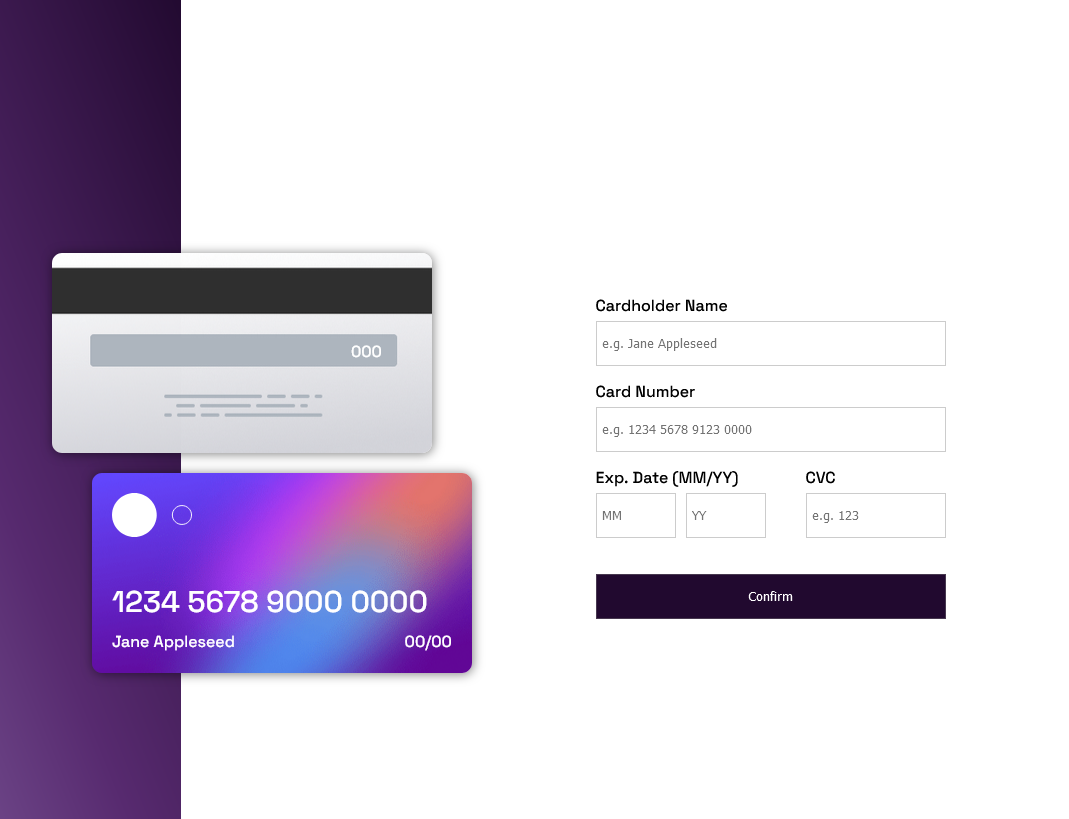 000
1234 5678 9000 0000
Jane Appleseed 00/00
Cardholder Name
e.g. Jane Appleseed
Card Number
e.g. 1234 5678 9123 0000
Exp. Date (MM/YY) CVC
MM YY e.g. 123
Confirm